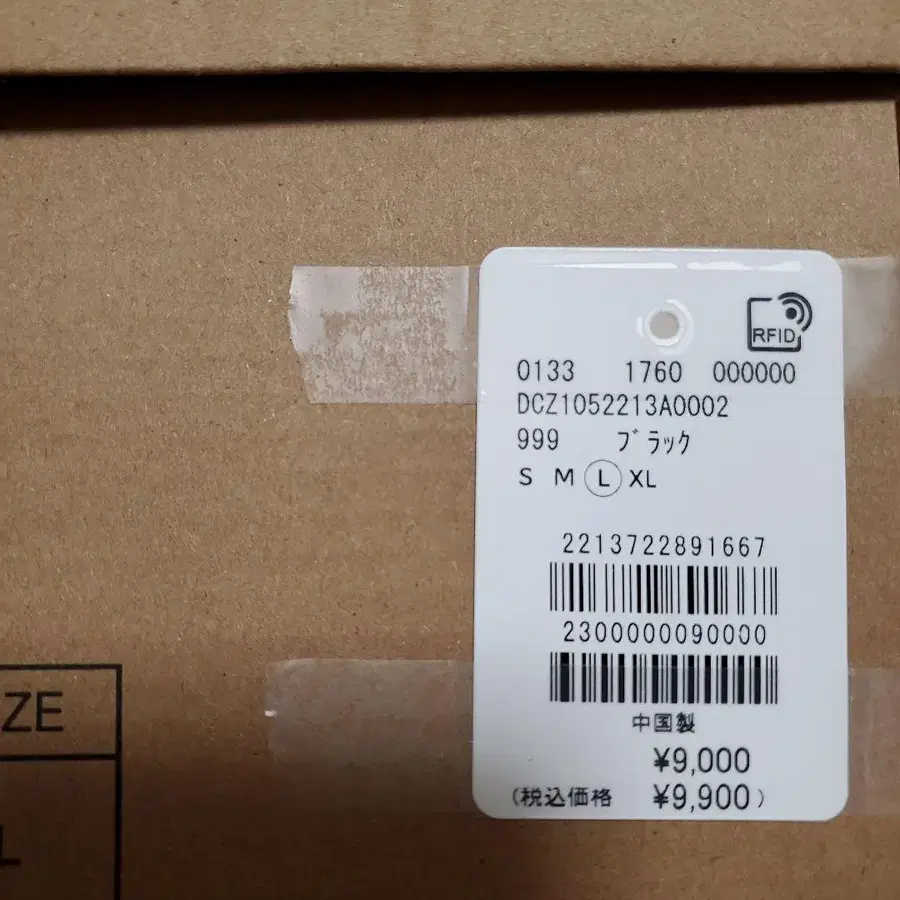 RFID
0133 1760 000000
DCZ1052213A0002
999 ﾌﾞﾗｯｸ
S M L XL
2213722891667
2300000090000
中国製
¥9,000
(税込価格 ¥9,900)
ZE
L